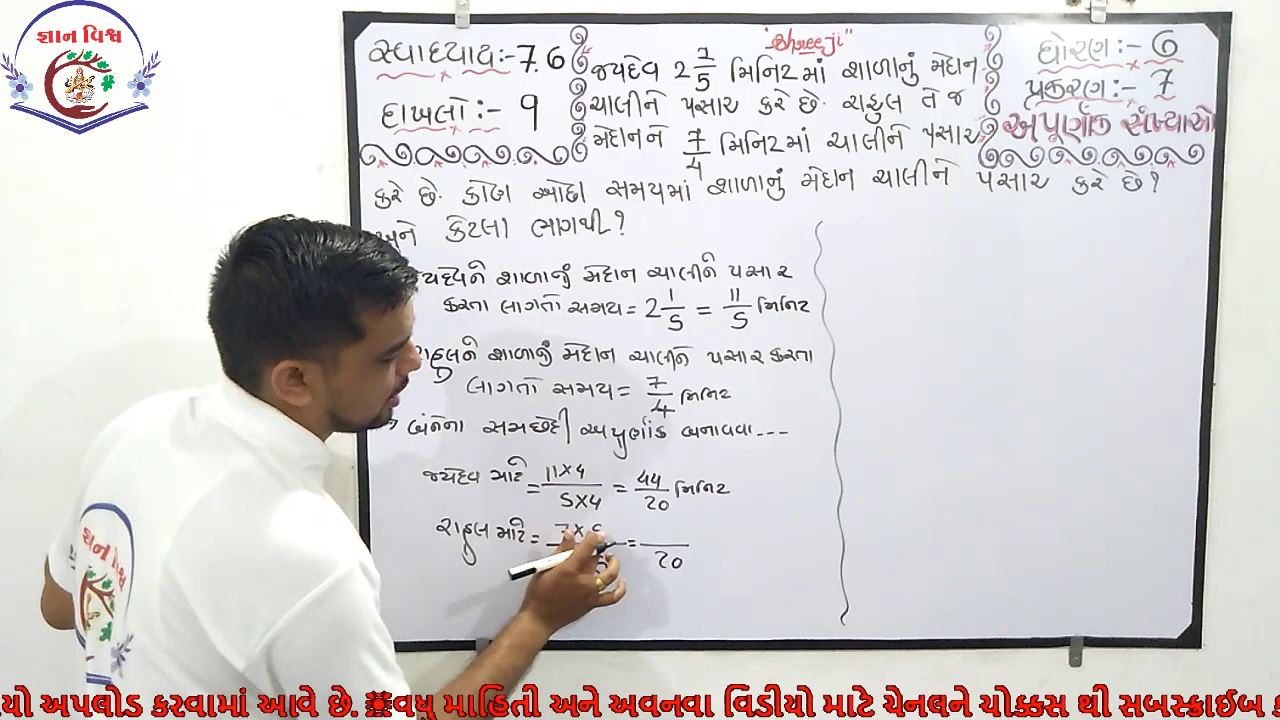 જ્ઞાન વિશ્વ
સ્વાધ્યાય:-7.6
દાખલો:- 9
"Shreeji"
ધોરણ:- 6
પ્રકરણ:- 7
અપૂર્ણાંક સંખ્યાઓ
જયદેવ 2 1/5 મિનિટમાં શાળાનું મેદાન
ચાલીને પસાર કરે છે. રાહુલ તે જ
મેદાનને 7/4 મિનિટમાં ચાલીને પસાર
કરે છે. કોણ ઓછા સમયમાં શાળાનું મેદાન ચાલીને પસાર કરે છે?
અને કેટલા ભાગથી?
જયદેવને શાળાનું મેદાન ચાલીને પસાર
કરતા લાગતો સમય = 2 1/5 = 11/5 મિનિટ
રાહુલને શાળાનું મેદાન ચાલીને પસાર કરતા
લાગતો સમય = 7/4 મિનિટ
બંનેના સમચ્છેદી અપુર્ણાંક બનાવવા---
જયદેવ માટે = 11×4/5×4 = 44/20 મિનિટ
રાહુલ માટે = 7×5/ 5 = /20
જ્ઞાન વિશ્વ
યો અપલોડ કરવામાં આવે છે. વધુ માહિતી અને અવનવા વિડીયો માટે ચેનલને ચોક્કસ થી સબસ્ક્રાઈબ